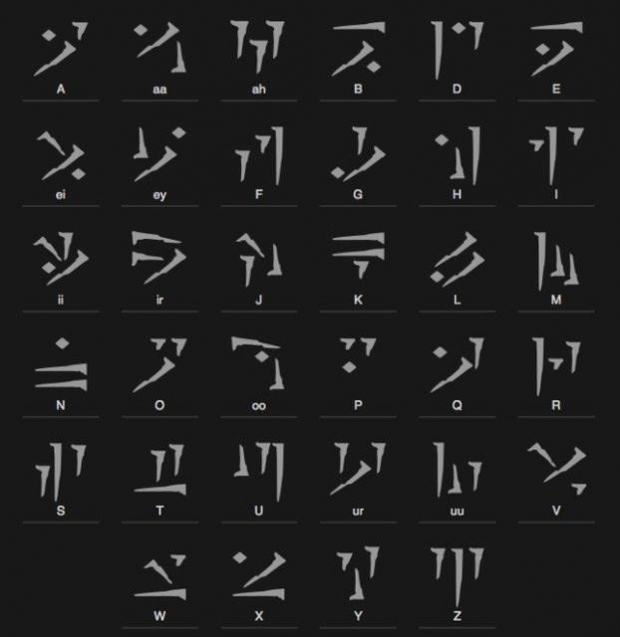 A aa ah B D E
ei ey F G H I
ii ir J K L M
N O oo P Q R
S T U ur uu V
W X Y Z